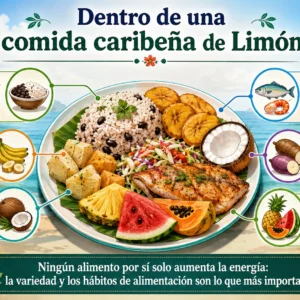 Dentro de una
comida caribeña de Limón
Ningún alimento por sí solo aumenta la energía:
la variedad y los hábitos de alimentación son lo que más importa